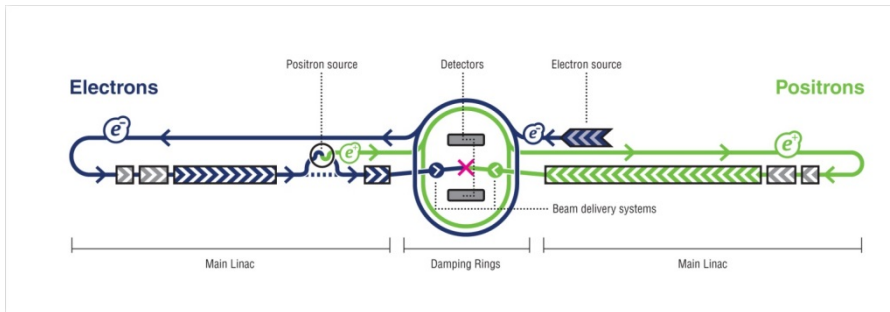 Positron source
Detectors
Electron source
Electrons
Positrons
e⁻
e⁻
e⁺
e⁺
Beam delivery systems
Main Linac
Damping Rings
Main Linac